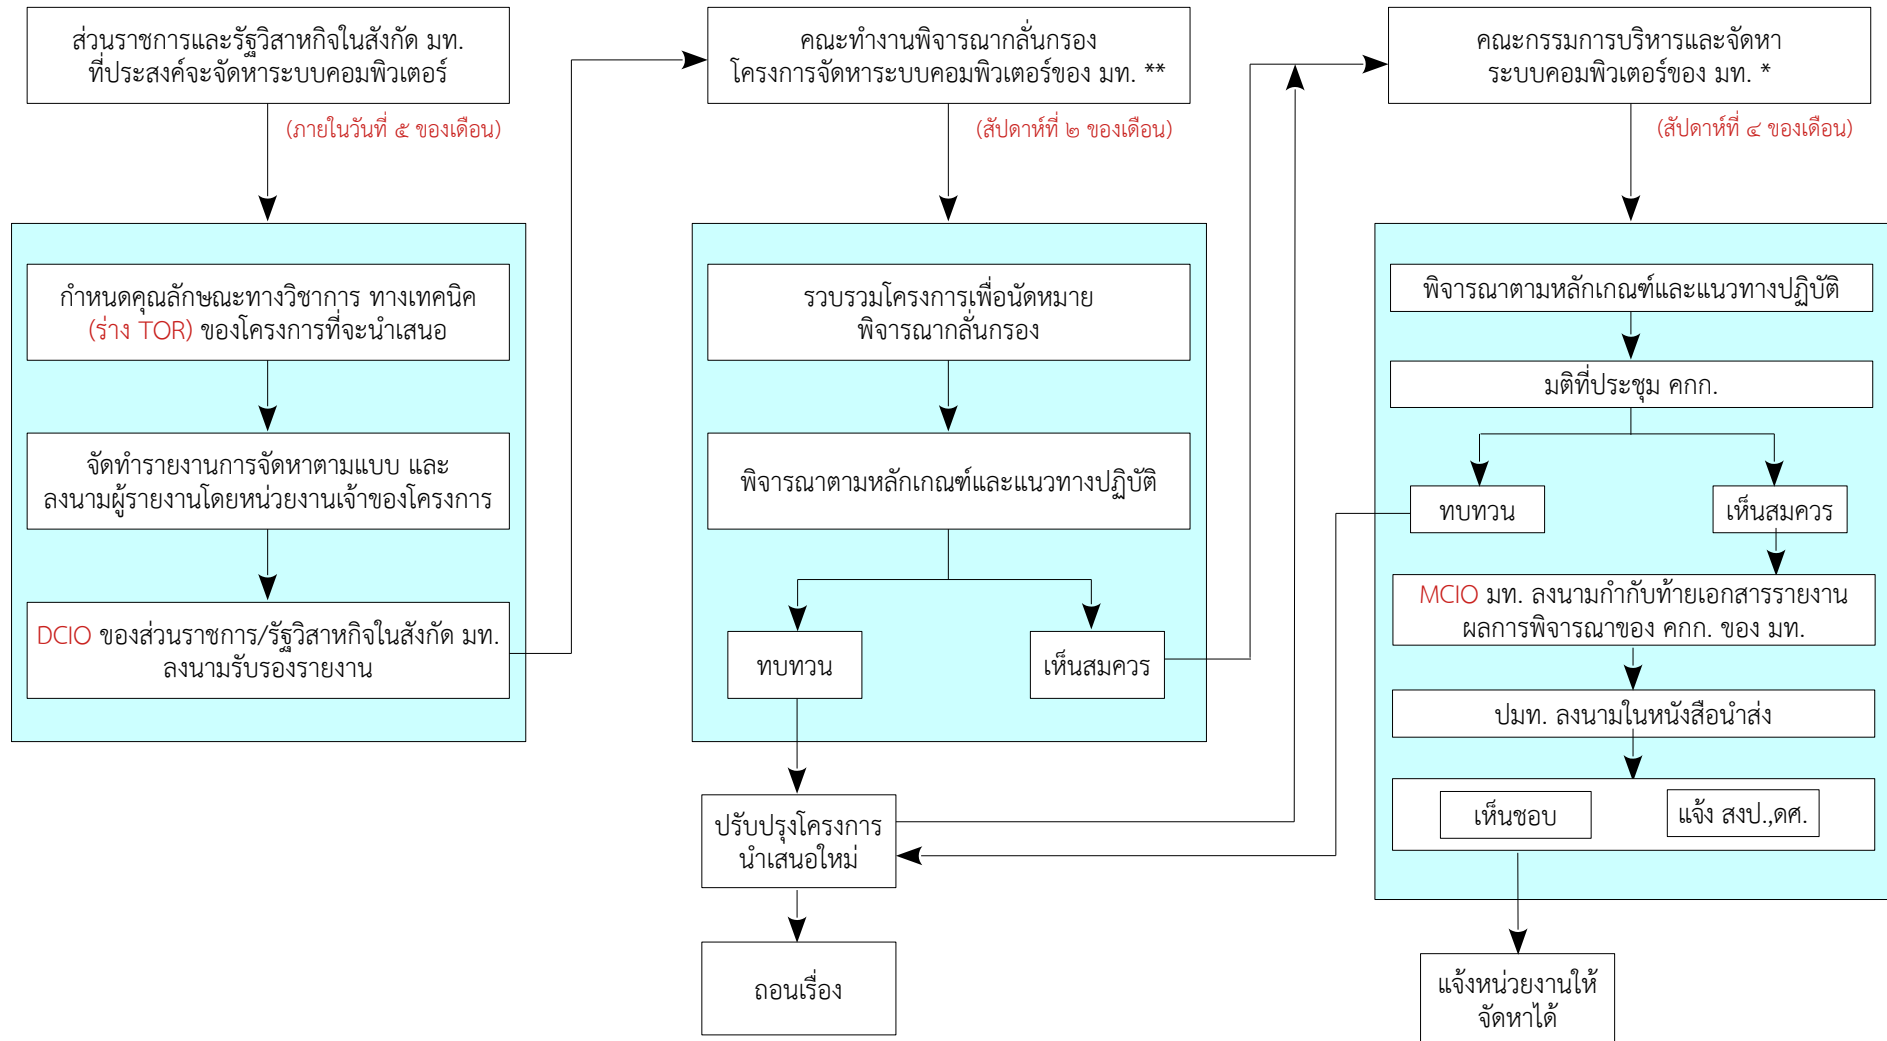 ส่วนราชการและรัฐวิสาหกิจในสังกัด มท.
ที่ประสงค์จะจัดหาระบบคอมพิวเตอร์
(ภายในวันที่ ๕ ของเดือน)
กำหนดคุณลักษณะทางวิชาการ ทางเทคนิค
(ร่าง TOR) ของโครงการที่จะนำเสนอ
จัดทำรายงานการจัดหาตามแบบ และ
ลงนามผู้รายงานโดยหน่วยงานเจ้าของโครงการ
DCIO ของส่วนราชการ/รัฐวิสาหกิจในสังกัด มท.
ลงนามรับรองรายงาน
คณะทำงานพิจารณากลั่นกรอง
โครงการจัดหาระบบคอมพิวเตอร์ของ มท. **
(สัปดาห์ที่ ๒ ของเดือน)
รวบรวมโครงการเพื่อนัดหมาย
พิจารณากลั่นกรอง
พิจารณาตามหลักเกณฑ์และแนวทางปฏิบัติ
ทบทวน
เห็นสมควร
ปรับปรุงโครงการ
นำเสนอใหม่
ถอนเรื่อง
คณะกรรมการบริหารและจัดหา
ระบบคอมพิวเตอร์ของ มท. *
(สัปดาห์ที่ ๔ ของเดือน)
พิจารณาตามหลักเกณฑ์และแนวทางปฏิบัติ
มติที่ประชุม คกก.
ทบทวน
เห็นสมควร
MCIO มท. ลงนามกำกับท้ายเอกสารรายงาน
ผลการพิจารณาของ คกก. ของ มท.
ปมท. ลงนามในหนังสือนำส่ง
เห็นชอบ
แจ้ง สงป.,ดศ.
แจ้งหน่วยงานให้
จัดหาได้